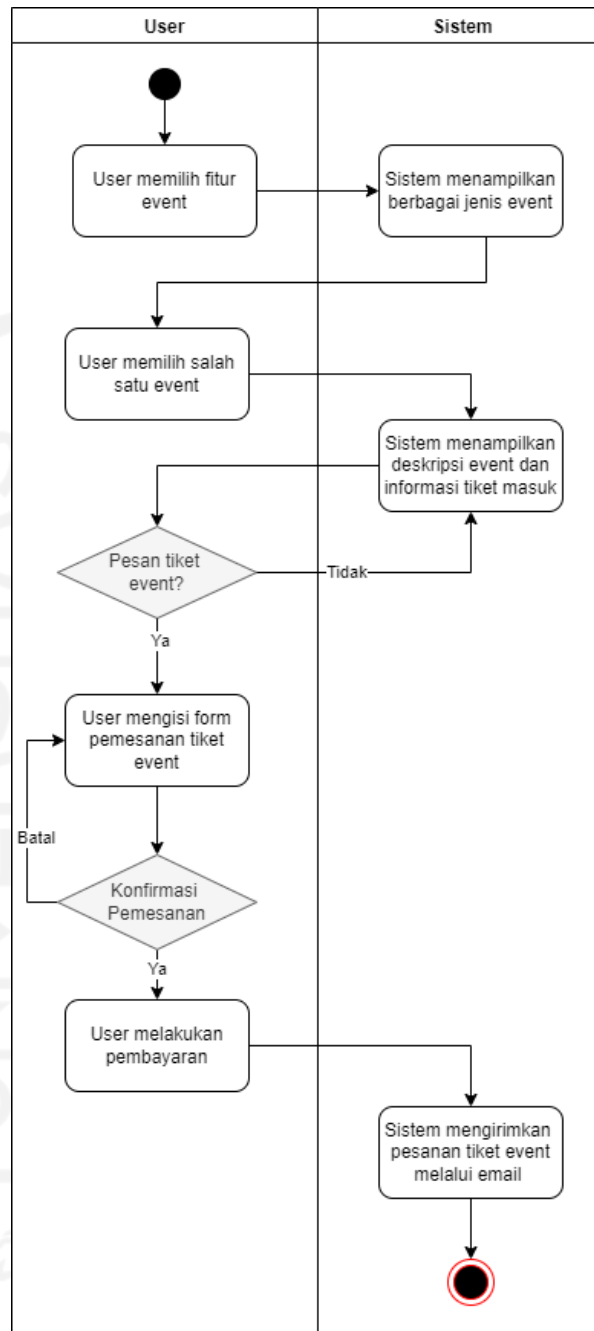 User
Sistem
User memilih fitur
event
Sistem menampilkan
berbagai jenis event
User memilih salah
satu event
Sistem menampilkan
deskripsi event dan
informasi tiket masuk
Pesan tiket
event?
Tidak
Ya
User mengisi form
pemesanan tiket
event
Batal
Konfirmasi
Pemesanan
Ya
User melakukan
pembayaran
Sistem mengirimkan
pesanan tiket event
melalui email